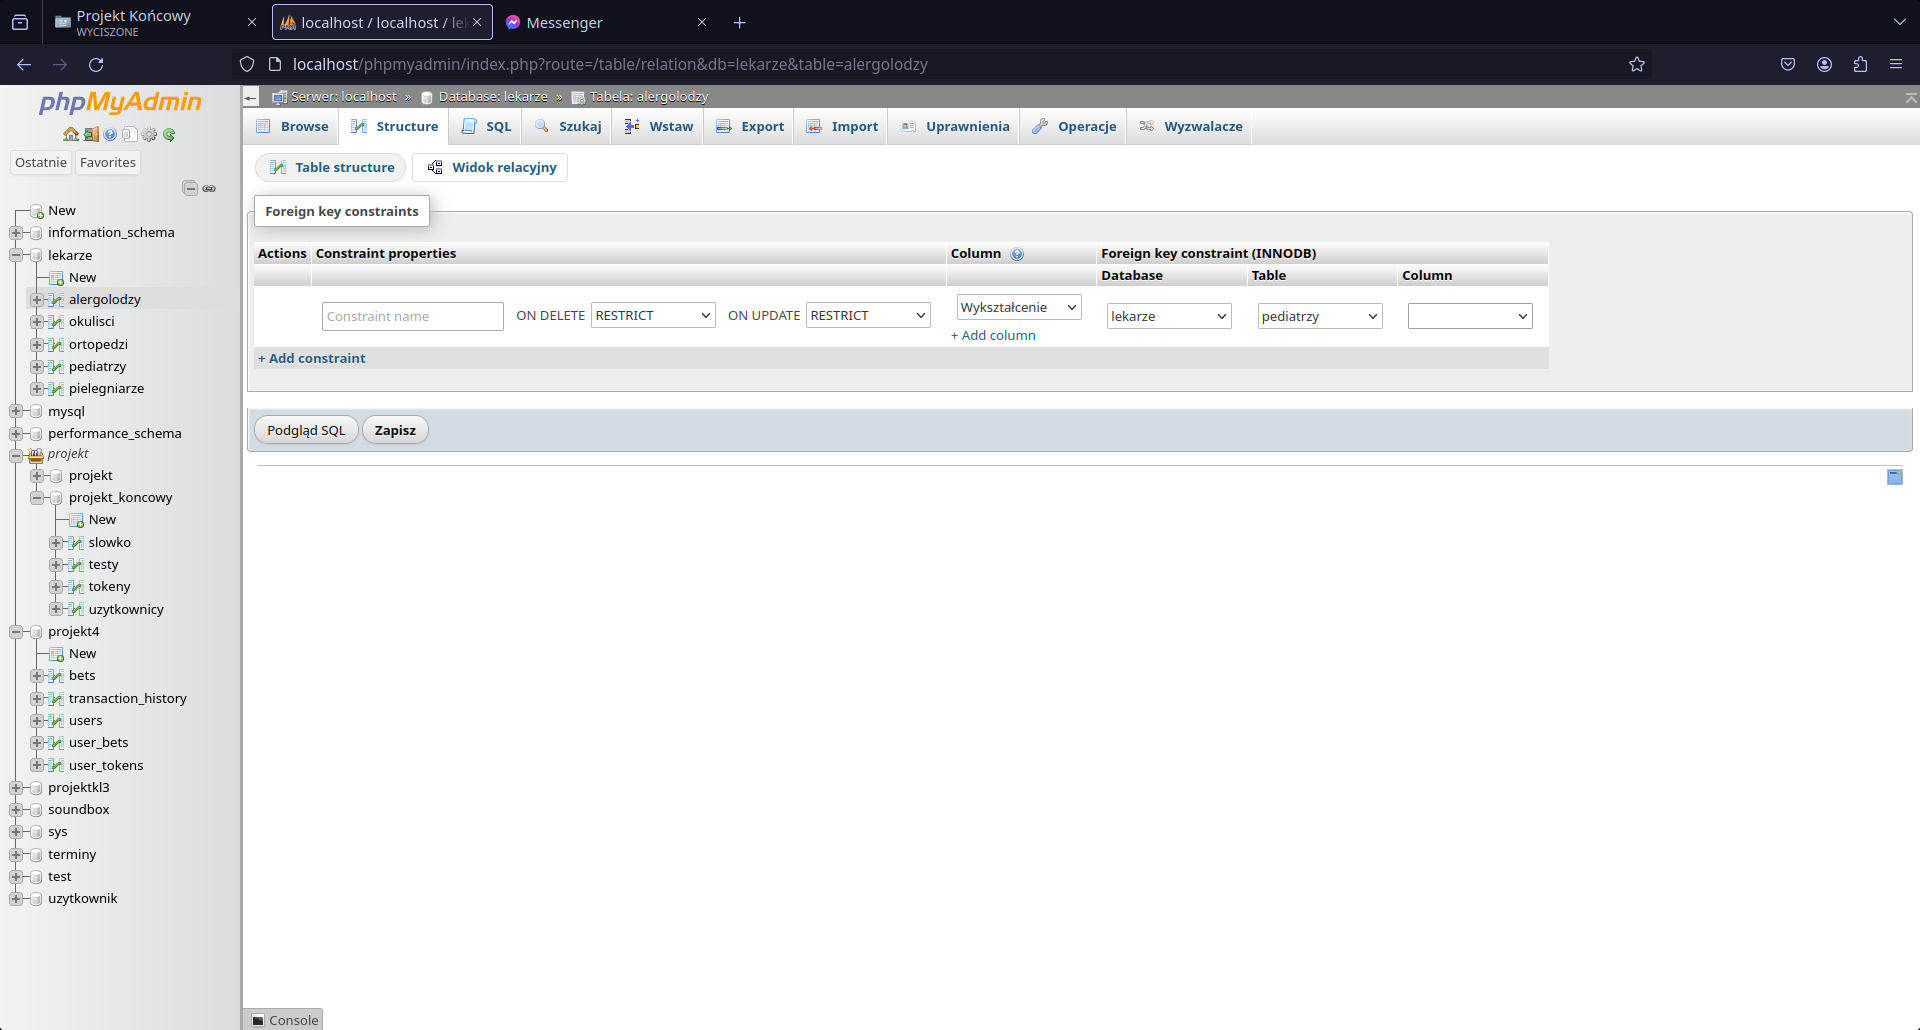 Projekt Końcowy
WYCISZONE
localhost / localhost / le
Messenger
localhost/phpmyadmin/index.php?route=/table/relation&db=lekarze&table=alergolodzy
phpMyAdmin
Ostatnie Favorites
New
information_schema
lekarze
New
alergolodzy
okulisci
ortopedzi
pediatrzy
pielegniarze
mysql
performance_schema
projekt
projekt
projekt_koncowy
New
slowko
testy
tokeny
uzytkownicy
projekt4
New
bets
transaction_history
users
user_bets
user_tokens
projektkl3
soundbox
sys
terminy
test
uzytkownik
Serwer: localhost » Database: lekarze » Tabela: alergolodzy
Browse Structure SQL Szukaj Wstaw Export Import Uprawnienia Operacje Wyzwalacze
Table structure Widok relacyjny
Foreign key constraints
Actions Constraint properties Column Foreign key constraint (INNODB)
Database Table Column
Constraint name ON DELETE RESTRICT ON UPDATE RESTRICT Wykształcenie lekarze pediatrzy
+ Add column
+ Add constraint
Podgląd SQL Zapisz
Console